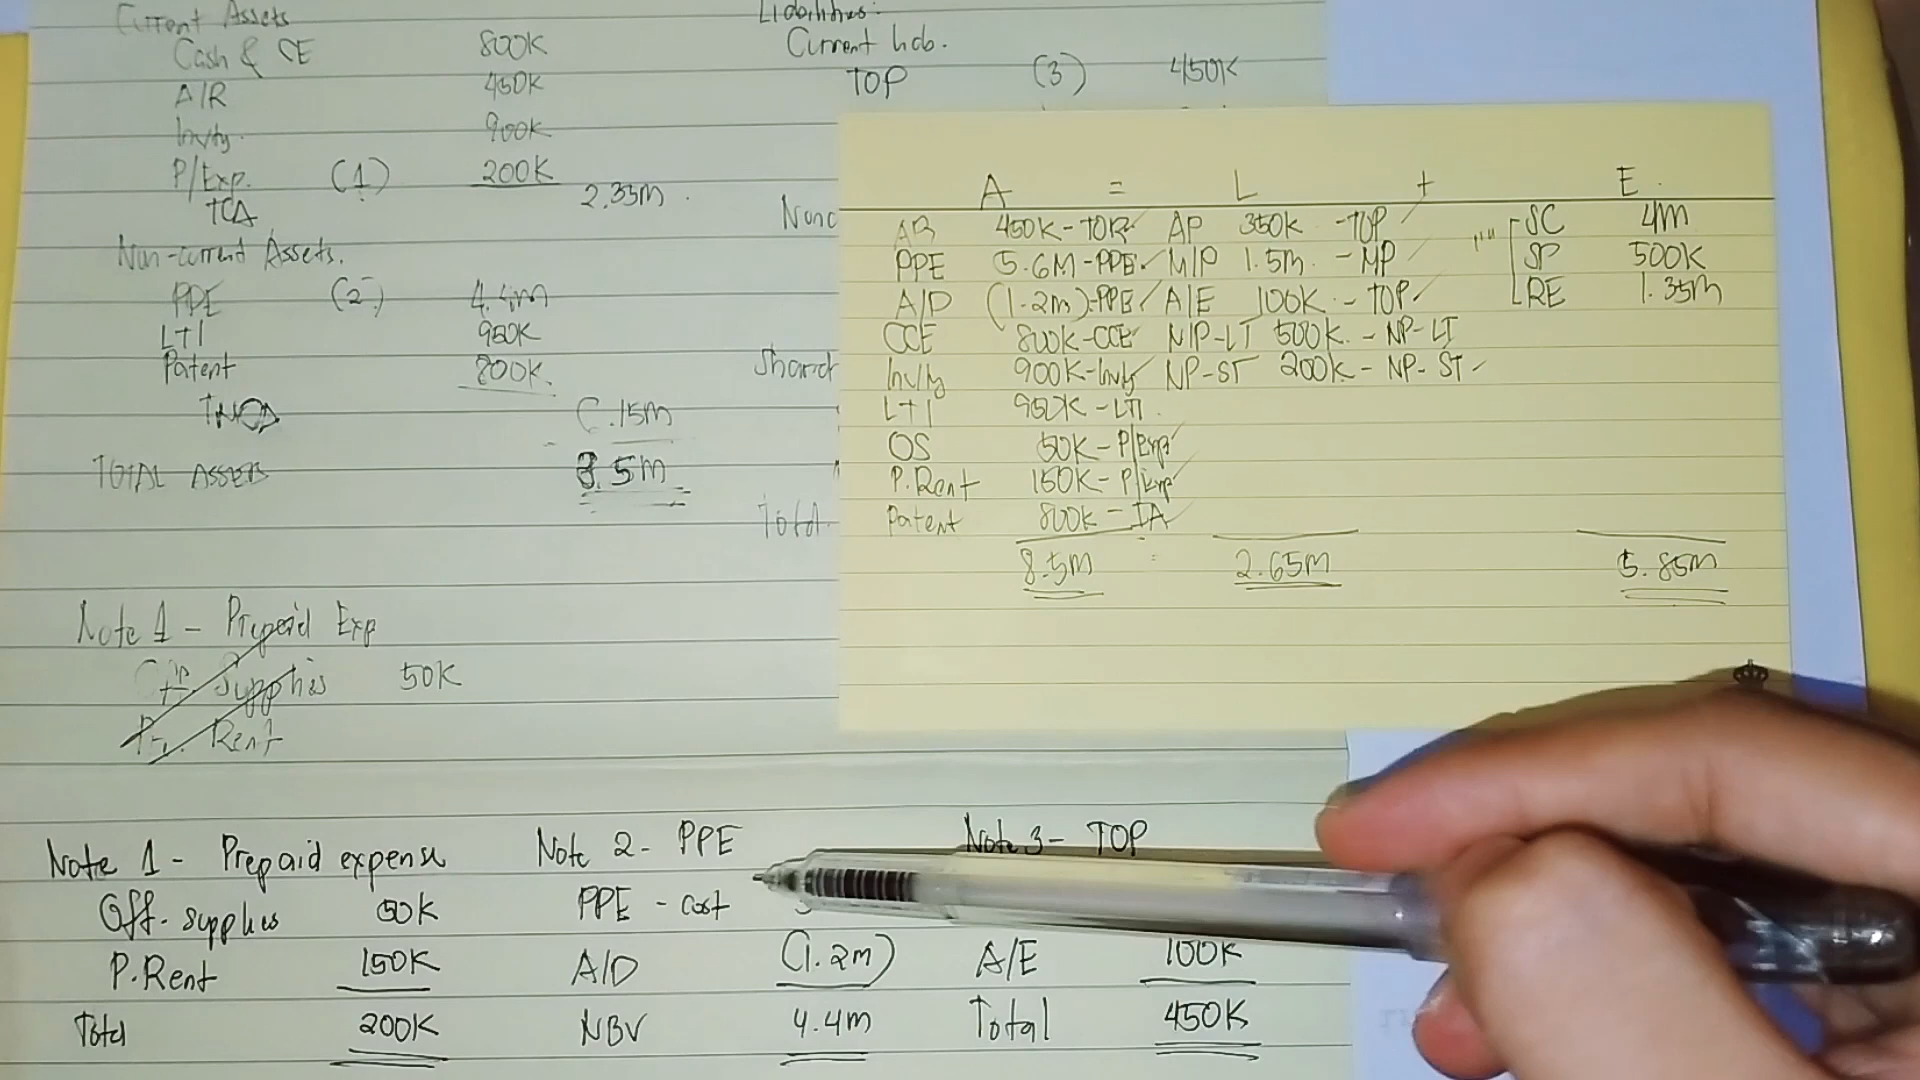 Current Assets
Cash & CE 800K
A/R 450K
Invty. 900K
P/Exp. (1) 200K
TCA 2.35m
Non-current Assets.
PPE (2) 4.4m
LTI 950K
Patent 800K
TNCA 6.15m
TOTAL ASSETS 8.5m
Liabilities:
Current liab.
TOP (3) 450K
Nonc
Shareh
Total
A = L + E
AR 450K - TOR AP 350K - TOP SC 4m
PPE 5.6M - PPE M/P 1.5m - MP SP 500K
A/D (1.2m) - PPE A/E 100K - TOP RE 1.35m
CCE 800K - CCE N/P-LT 500K - NP-LT
Invty 900K - Invty NP-ST 200K - NP-ST
LTI 950K - LTI
OS 50K - P/Exp
P.Rent 150K - P/Exp
Patent 800K - IA
8.5m = 2.65m 5.85m
Note 1 - Prepaid Exp
Supplies 50K
Rent
Note 1 - Prepaid expense
Off. supplies 50K
P.Rent 150K
Total 200K
Note 2 - PPE
PPE - cost
A/D (1.2m)
NBV 4.4m
Note 3 - TOP
A/E 100K
Total 450K